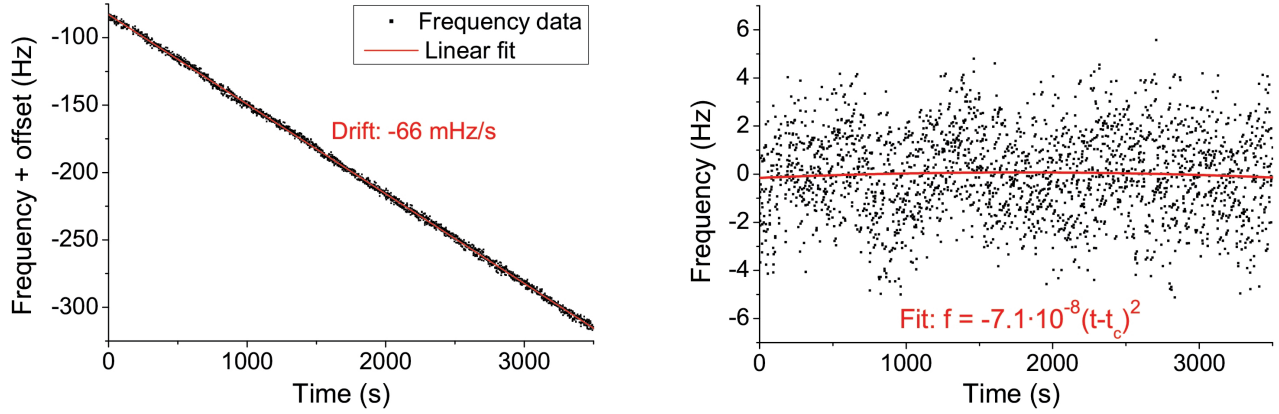 Frequency + offset (Hz)
-100
-150
-200
-250
-300
0
1000
2000
3000
Time (s)
Frequency data
Linear fit
Drift: -66 mHz/s
Frequency (Hz)
6
4
2
0
-2
-4
-6
0
1000
2000
3000
Time (s)
Fit: f = -7.1·10⁻⁸(t-t_c)²